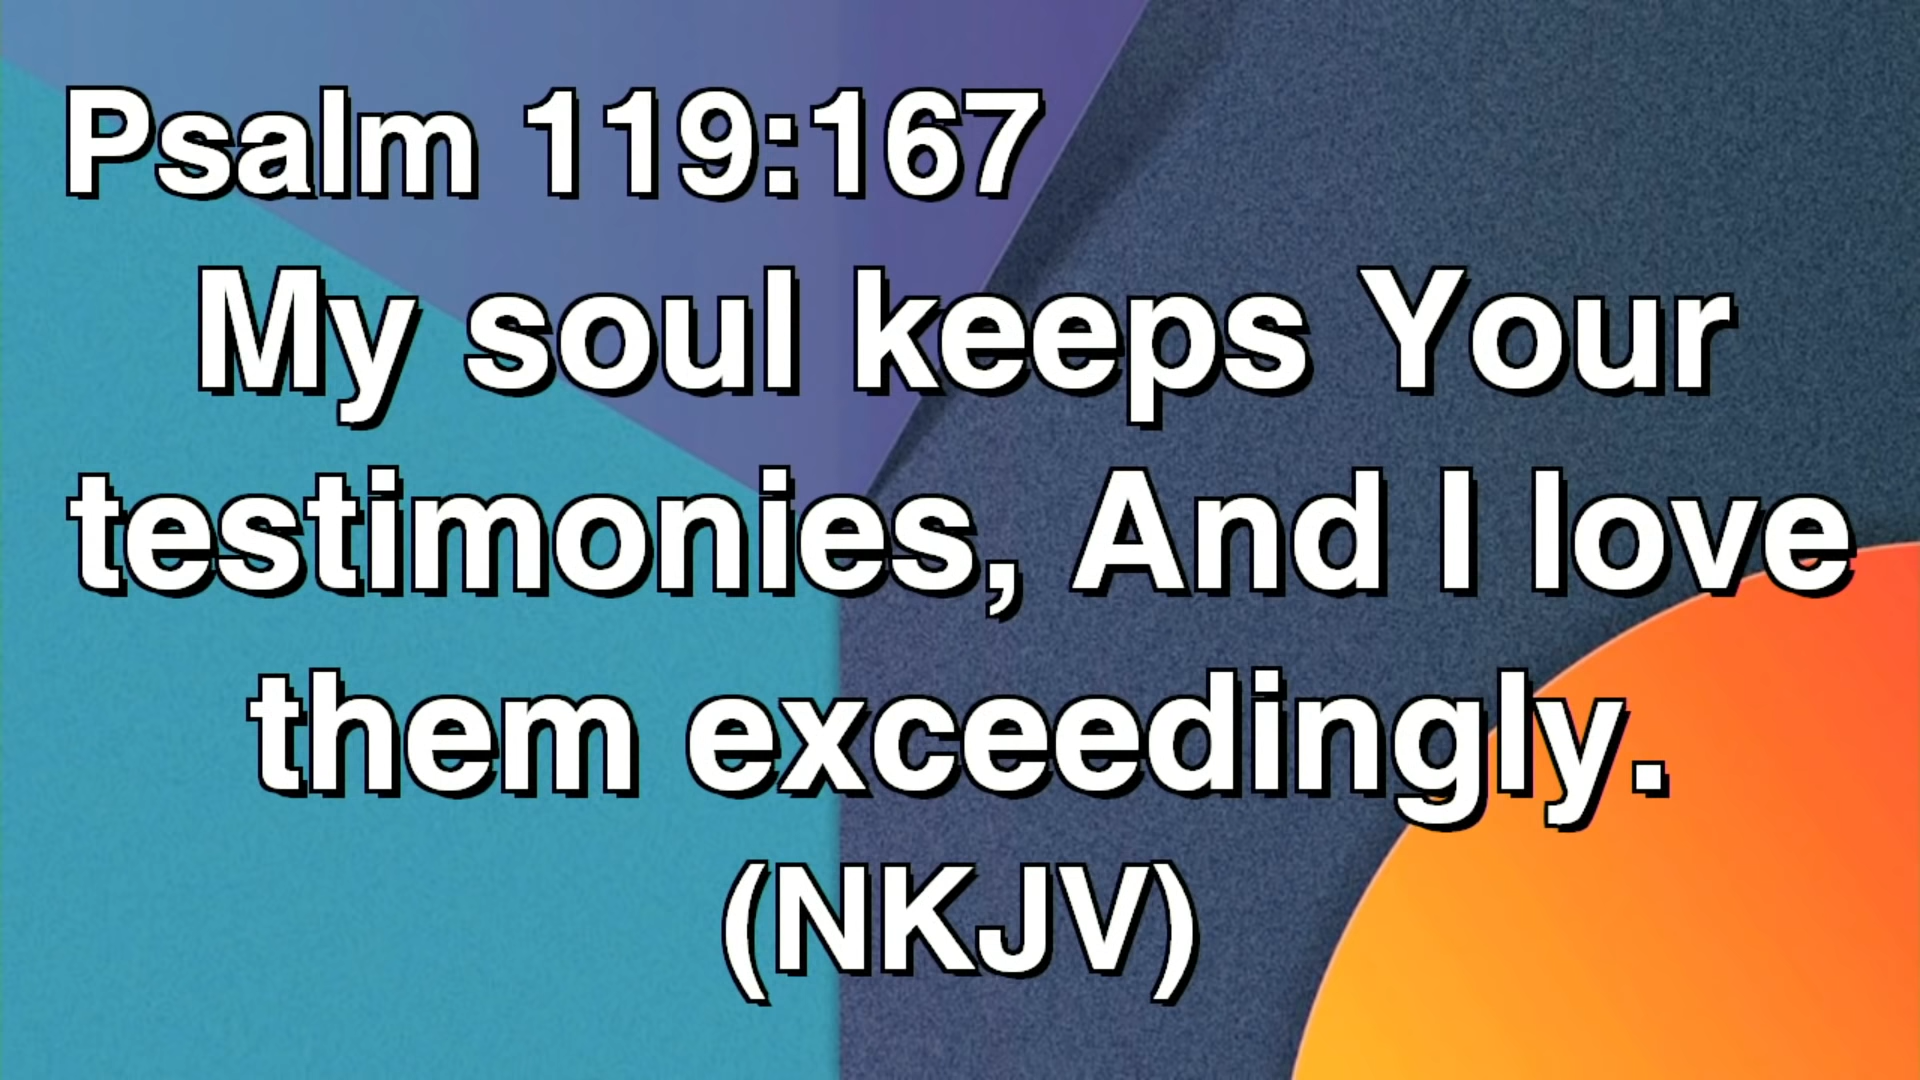 Psalm 119:167
My soul keeps Your
testimonies, And I love
them exceedingly.
(NKJV)